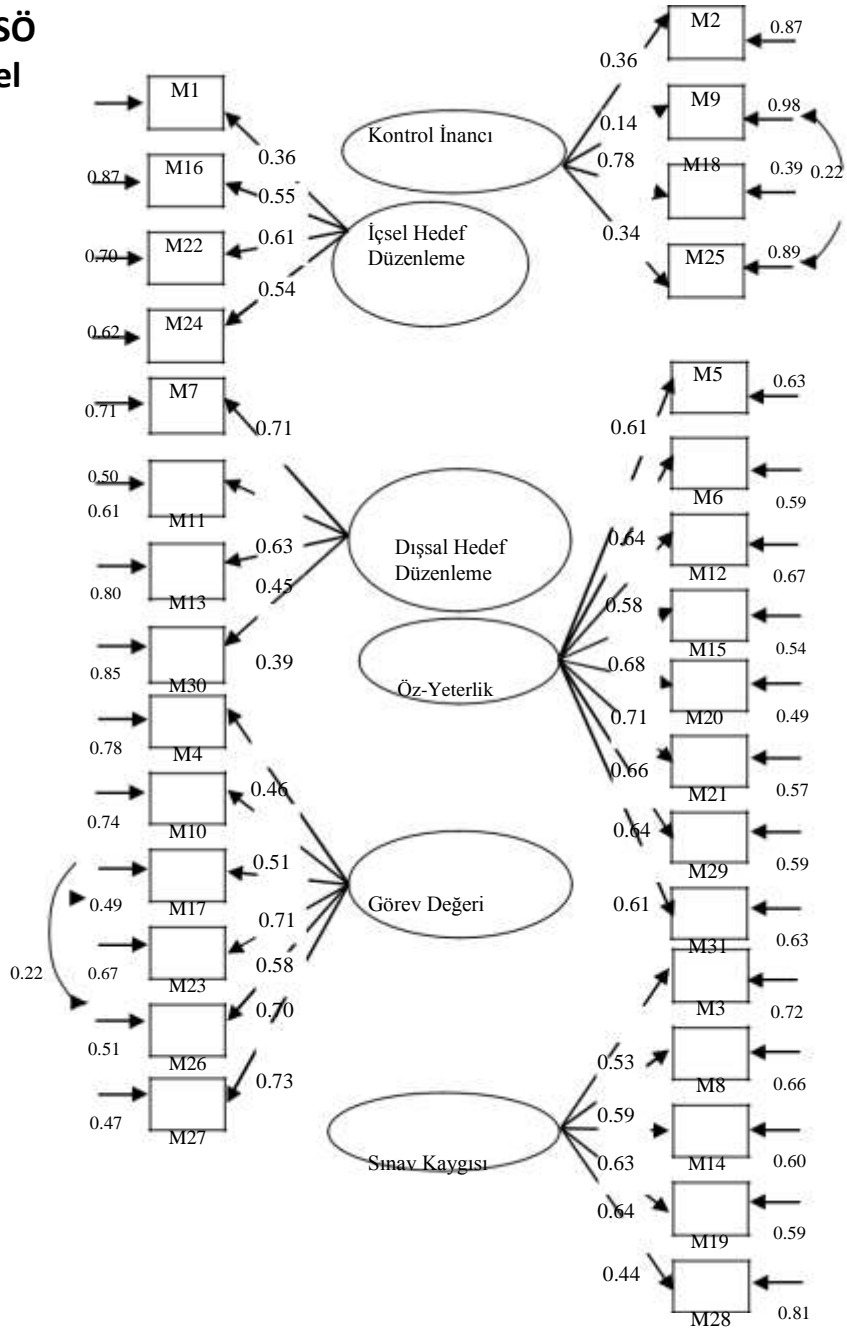 SÖ
el
M1
0.36
M16
0.87
0.55
M22
0.70
0.61
M24
0.62
0.54
M7
0.71
0.71
0.50
0.61
M11
0.63
0.80
M13
0.45
0.85
M30
0.39
0.78
M4
0.46
0.74
M10
0.51
0.49
M17
0.71
0.22
0.67
M23
0.58
0.51
M26
0.70
0.47
M27
0.73
Kontrol İnancı
İçsel Hedef
Düzenleme
Dışsal Hedef
Düzenleme
Öz-Yeterlik
Görev Değeri
Sınav Kaygısı
M2
0.87
0.36
M9
0.98
0.14
0.78
M18
0.39
0.22
0.34
M25
0.89
M5
0.63
0.61
M6
0.59
0.64
M12
0.67
0.58
M15
0.54
0.68
M20
0.49
0.71
M21
0.57
0.66
M29
0.59
0.64
M31
0.63
0.61
M3
0.72
0.53
M8
0.66
0.59
M14
0.60
0.63
M19
0.59
0.64
M28
0.81
0.44